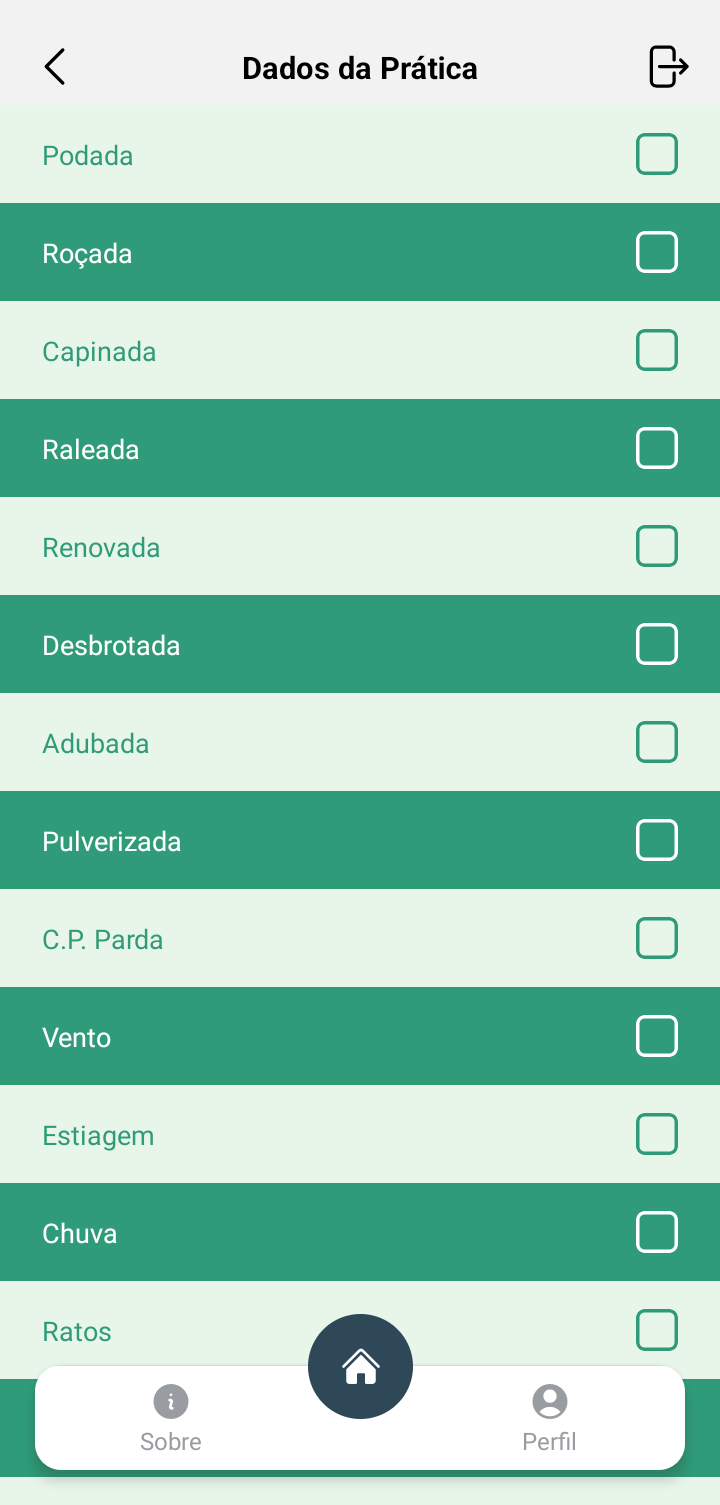 Dados da Prática
Podada
Roçada
Capinada
Raleada
Renovada
Desbrotada
Adubada
Pulverizada
C.P. Parda
Vento
Estiagem
Chuva
Ratos
Sobre
Perfil